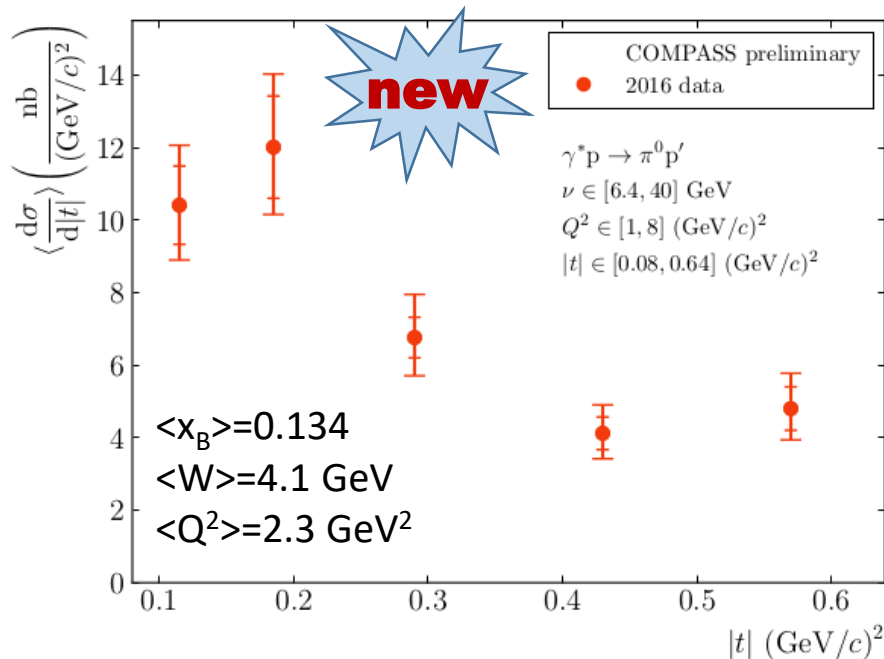 ⟨dσ/d|t|⟩ (nb/(GeV/c)²)
14
12
10
8
6
4
2
0
new
COMPASS preliminary
2016 data
γ*p → π⁰p′
ν ∈ [6.4, 40] GeV
Q² ∈ [1, 8] (GeV/c)²
|t| ∈ [0.08, 0.64] (GeV/c)²
<x_B>=0.134
<W>=4.1 GeV
<Q²>=2.3 GeV²
0.1 0.2 0.3 0.4 0.5 0.6
|t| (GeV/c)²